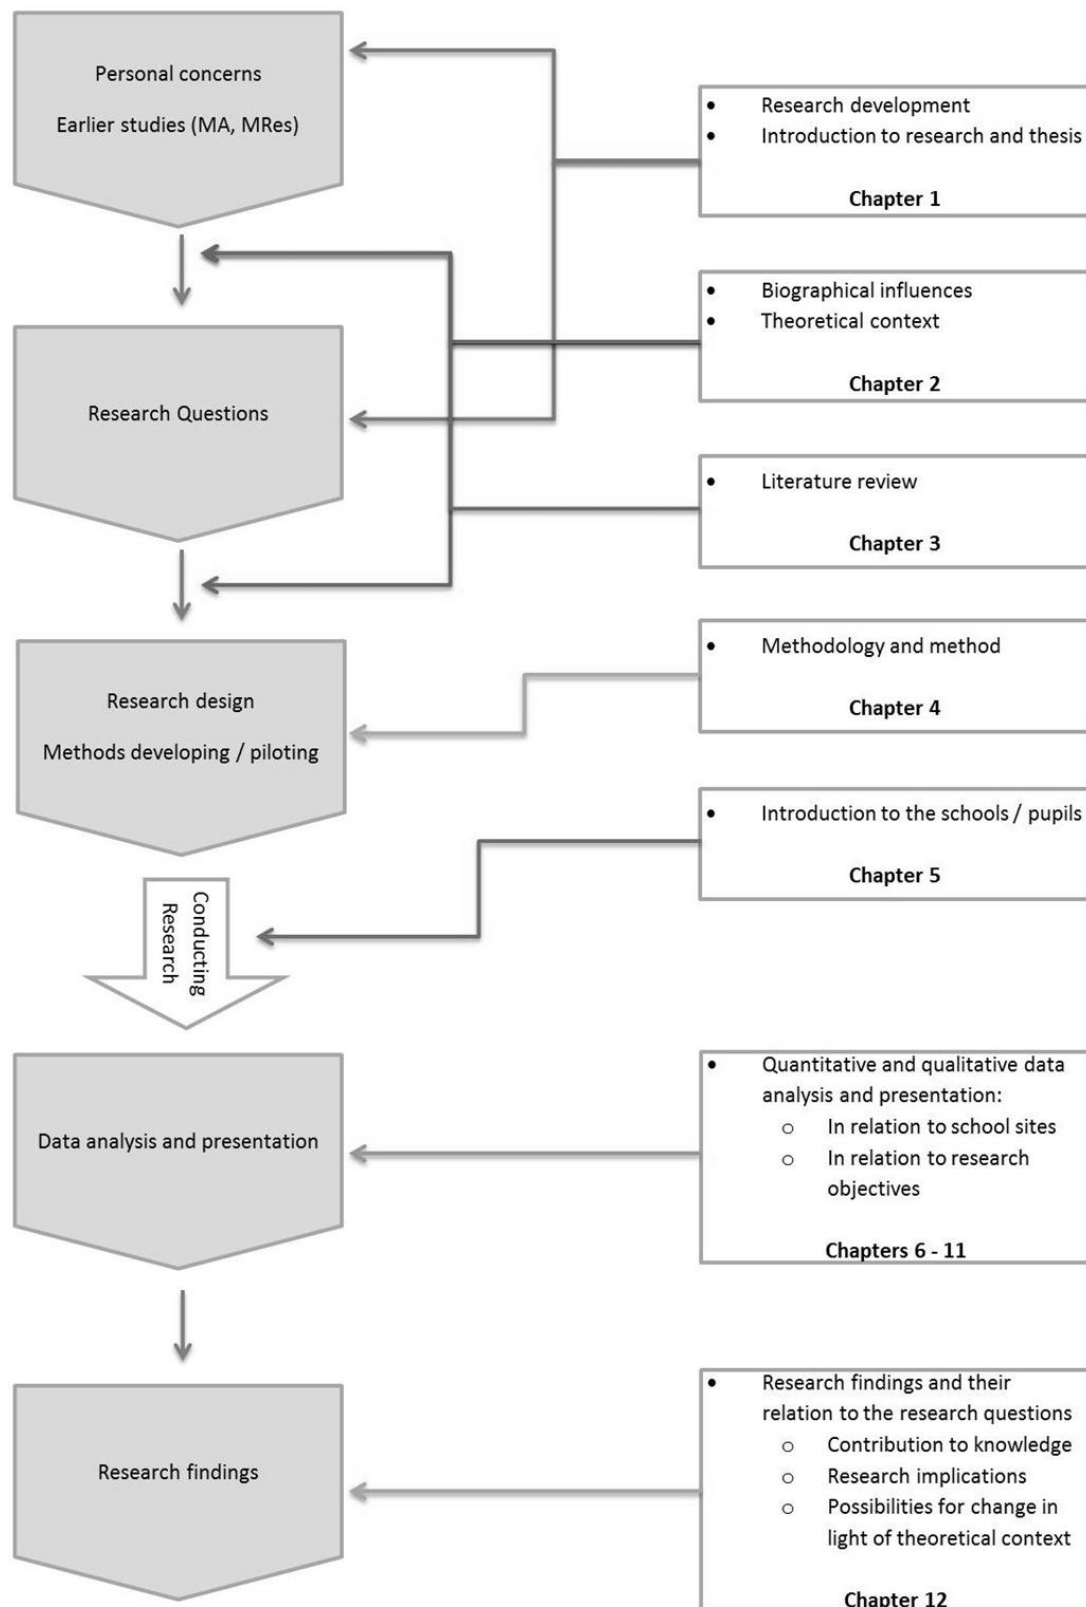 Personal concerns
Earlier studies (MA, MRes)
• Research development
• Introduction to research and thesis
Chapter 1
• Biographical influences
• Theoretical context
Chapter 2
Research Questions
• Literature review
Chapter 3
Research design
Methods developing / piloting
• Methodology and method
Chapter 4
• Introduction to the schools / pupils
Chapter 5
Conducting
Research
Data analysis and presentation
• Quantitative and qualitative data
analysis and presentation:
o In relation to school sites
o In relation to research
objectives
Chapters 6 - 11
Research findings
• Research findings and their
relation to the research questions
o Contribution to knowledge
o Research implications
o Possibilities for change in
light of theoretical context
Chapter 12